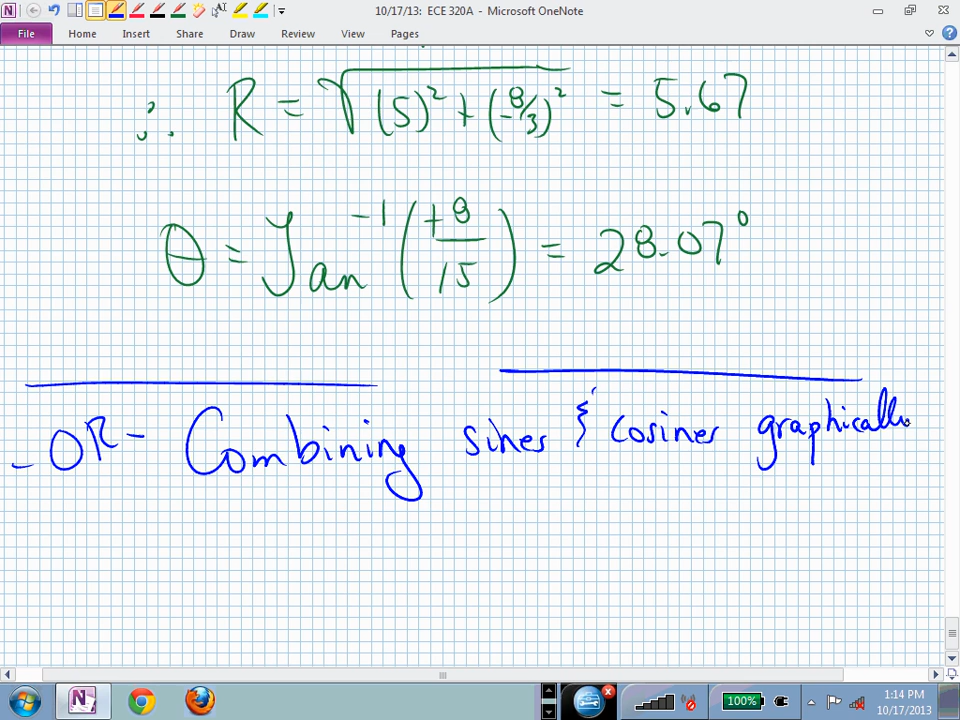 10/17/13: ECE 320A - Microsoft OneNote
File Home Insert Share Draw Review View Pages
∴ R = √(5)² + (-8/3)² = 5.67
θ = Tan⁻¹(+8/15) = 28.07°
-OR- Combining sines & cosines graphically
100%
1:14 PM
10/17/2013